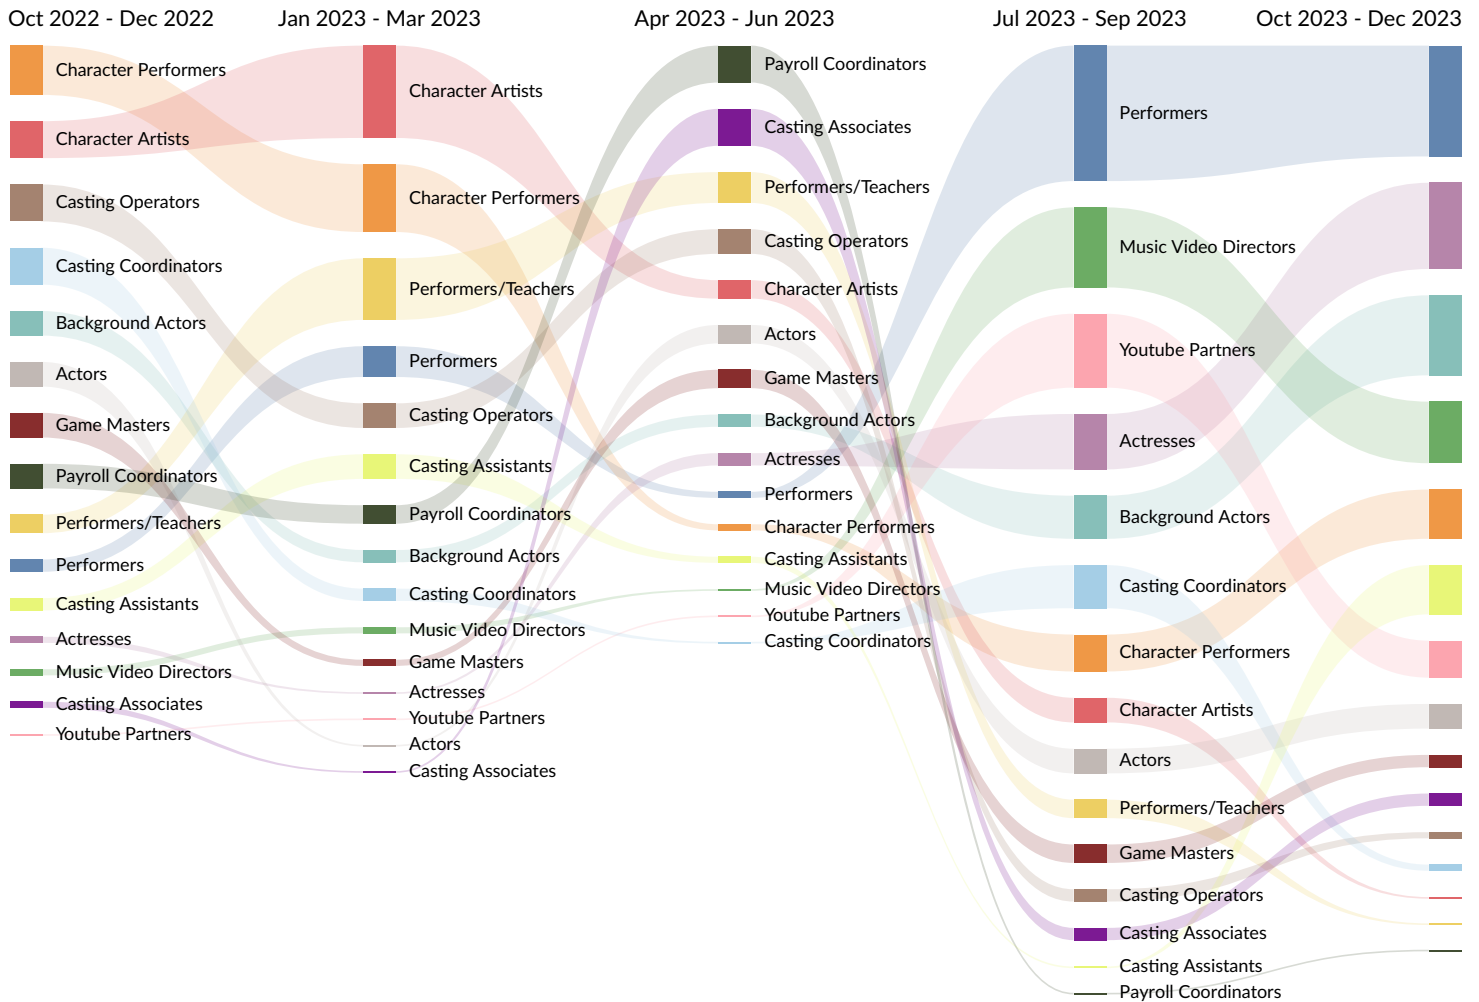 Oct 2022 - Dec 2022
Jan 2023 - Mar 2023
Apr 2023 - Jun 2023
Jul 2023 - Sep 2023
Oct 2023 - Dec 2023
Character Performers
Character Artists
Casting Operators
Casting Coordinators
Background Actors
Actors
Game Masters
Payroll Coordinators
Performers/Teachers
Performers
Casting Assistants
Actresses
Music Video Directors
Casting Associates
Youtube Partners
Character Artists
Character Performers
Performers/Teachers
Performers
Casting Operators
Casting Assistants
Payroll Coordinators
Background Actors
Casting Coordinators
Music Video Directors
Game Masters
Actresses
Youtube Partners
Actors
Casting Associates
Payroll Coordinators
Casting Associates
Performers/Teachers
Casting Operators
Character Artists
Actors
Game Masters
Background Actors
Actresses
Performers
Character Performers
Casting Assistants
Music Video Directors
Youtube Partners
Casting Coordinators
Performers
Music Video Directors
Youtube Partners
Actresses
Background Actors
Casting Coordinators
Character Performers
Character Artists
Actors
Performers/Teachers
Game Masters
Casting Operators
Casting Associates
Casting Assistants
Payroll Coordinators